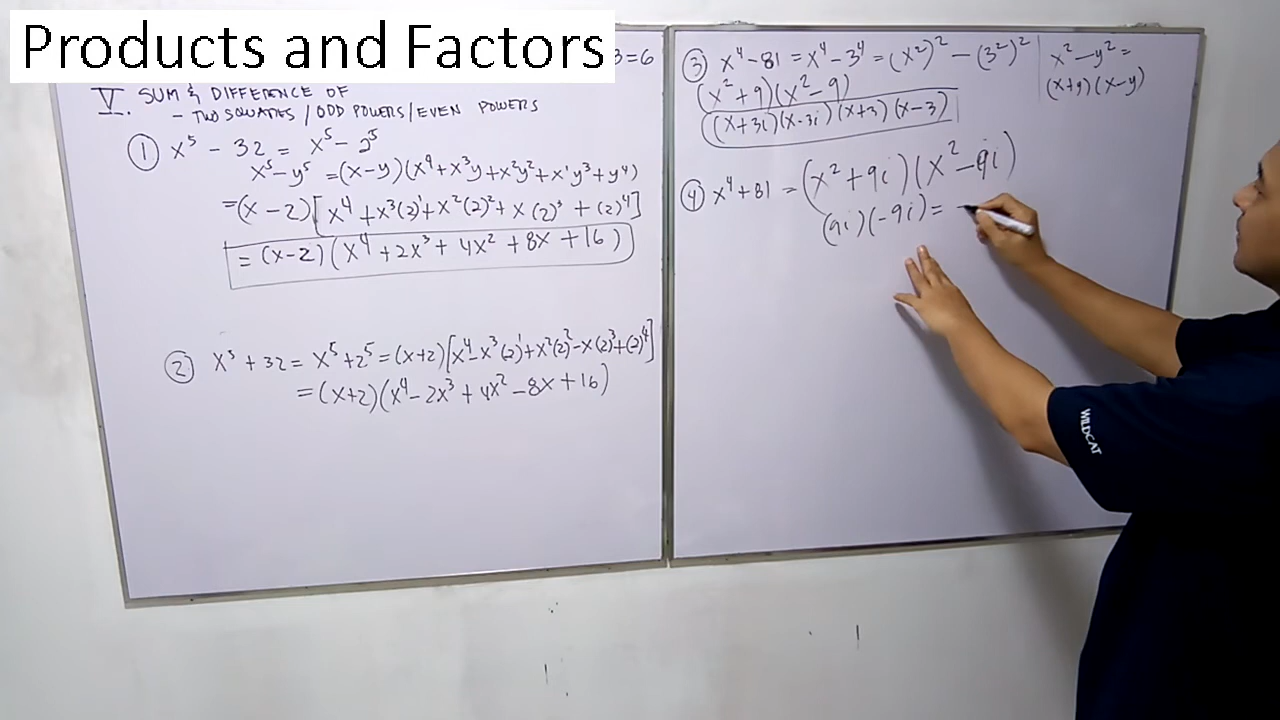 Products and Factors
3=6
V. SUM & DIFFERENCE OF
- TWO SQUARES / ODD POWERS / EVEN POWERS
① x⁵ - 32 = x⁵ - 2⁵
x⁵ - y⁵ = (x-y)(x⁴+x³y+x²y²+x¹y³+y⁴)
=(x-2)[x⁴+x³(2)¹+x²(2)²+x(2)³+(2)⁴]
=(x-2)(x⁴+2x³+4x²+8x+16)
② x⁵+32 = x⁵+2⁵ = (x+2)[x⁴-x³(2)¹+x²(2)²-x(2)³+(2)⁴]
=(x+2)(x⁴-2x³+4x²-8x+16)
③ x⁴-81 = x⁴-3⁴ = (x²)² - (3²)²
(x²+9)(x²-9)
(x+3i)(x-3i)(x+3)(x-3)
x²-y²=
(x+y)(x-y)
④ x⁴+81 = (x²+9i)(x²-9i)
(9i)(-9i)= -
WILDCAT